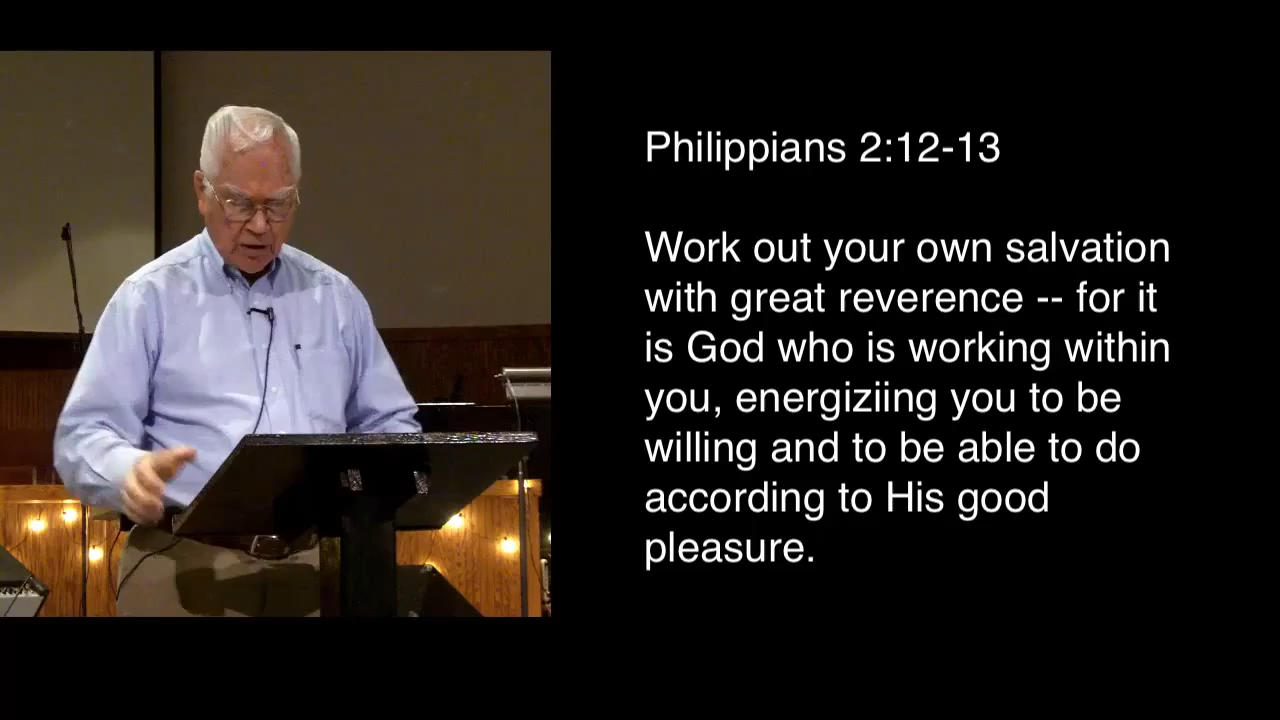 Philippians 2:12-13
Work out your own salvation
with great reverence -- for it
is God who is working within
you, energiziing you to be
willing and to be able to do
according to His good
pleasure.